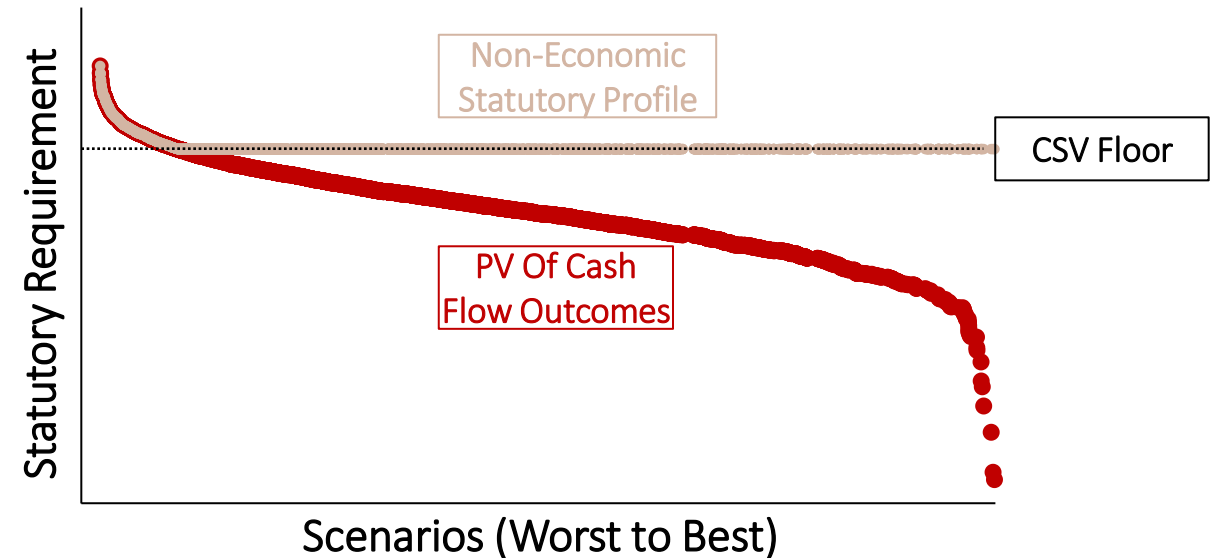 Non-Economic
Statutory Profile
CSV Floor
Statutory Requirement
PV Of Cash
Flow Outcomes
Scenarios (Worst to Best)